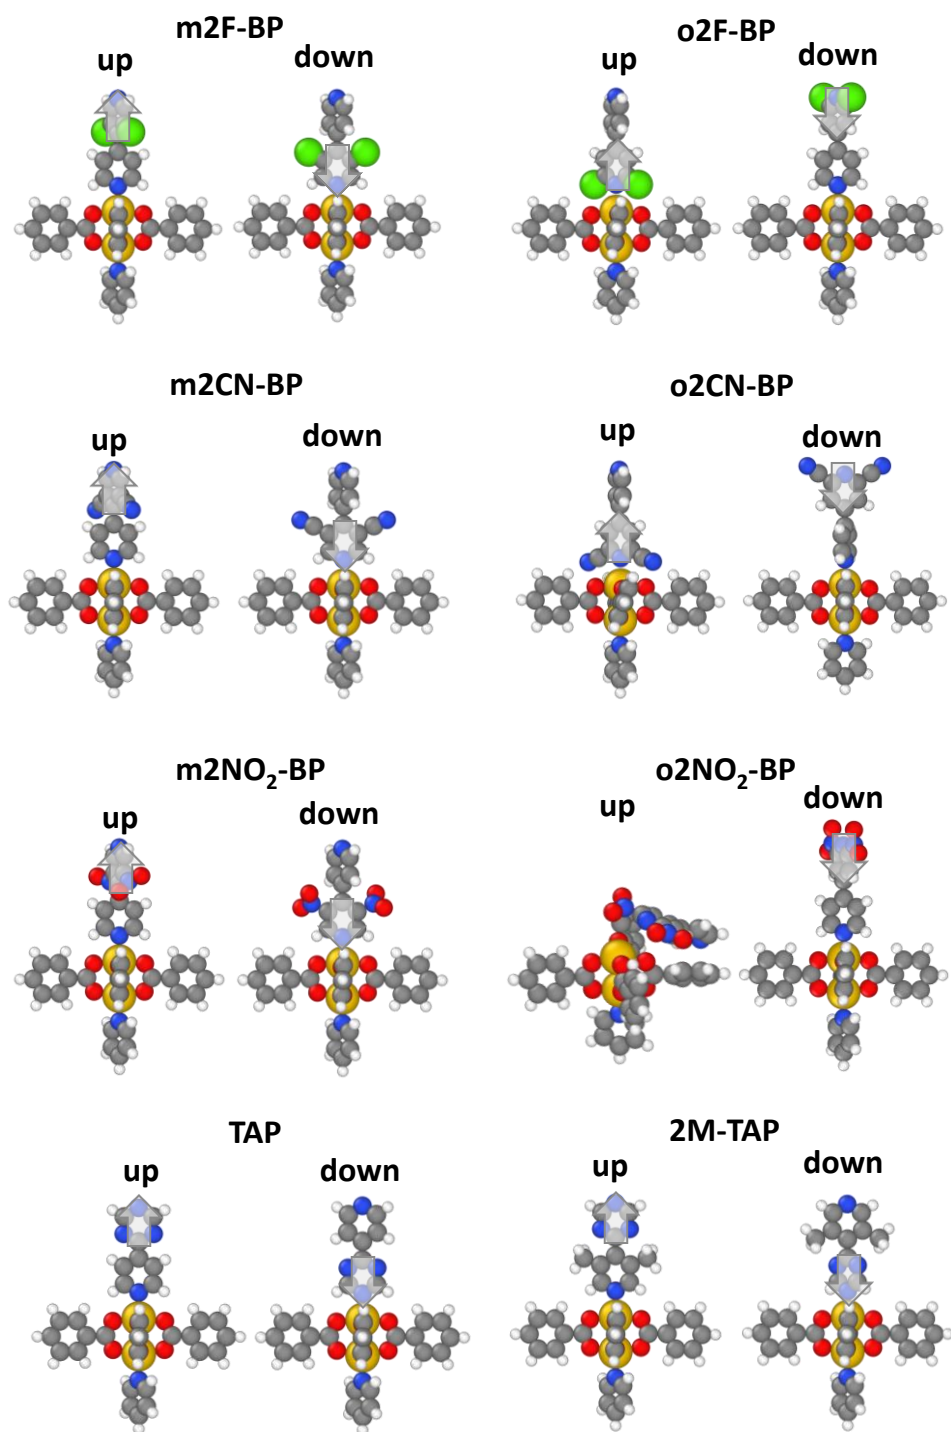 m2F-BP
up
down
o2F-BP
up
down
m2CN-BP
up
down
o2CN-BP
up
down
m2NO₂-BP
up
down
o2NO₂-BP
up
down
TAP
up
down
2M-TAP
up
down